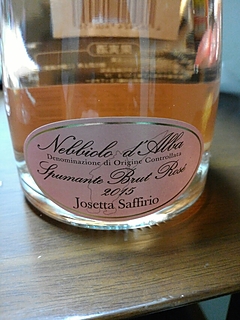 Nebbiolo d'Alba
Denominazione di Origine Controllata
Spumante Brut Rosé
2015
Josetta Saffirio